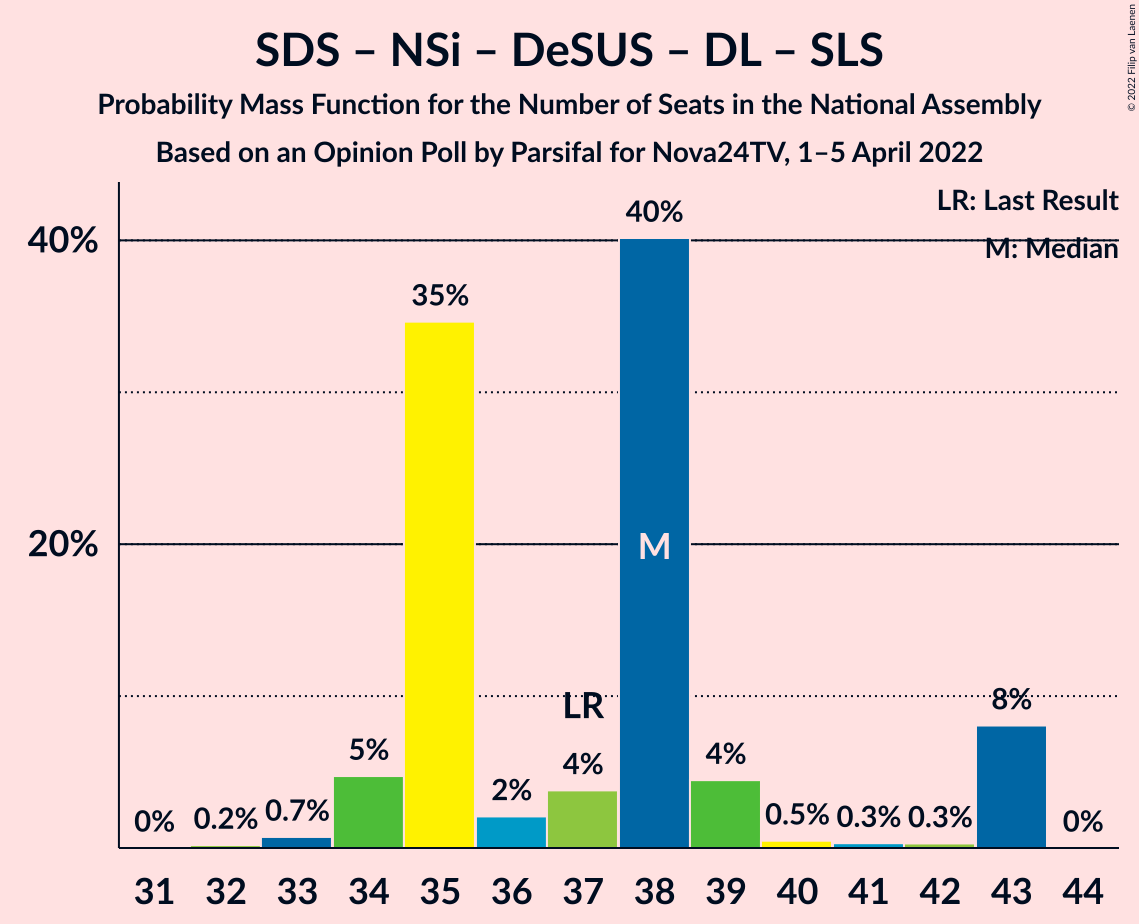 SDS – NSi – DeSUS – DL – SLS
Probability Mass Function for the Number of Seats in the National Assembly
Based on an Opinion Poll by Parsifal for Nova24TV, 1–5 April 2022
© 2022 Filip van Laenen
LR: Last Result
M: Median
40%
20%
0%
0.2%
0.7%
5%
35%
2%
LR
4%
40%
M
4%
0.5%
0.3%
0.3%
8%
0%
31 32 33 34 35 36 37 38 39 40 41 42 43 44